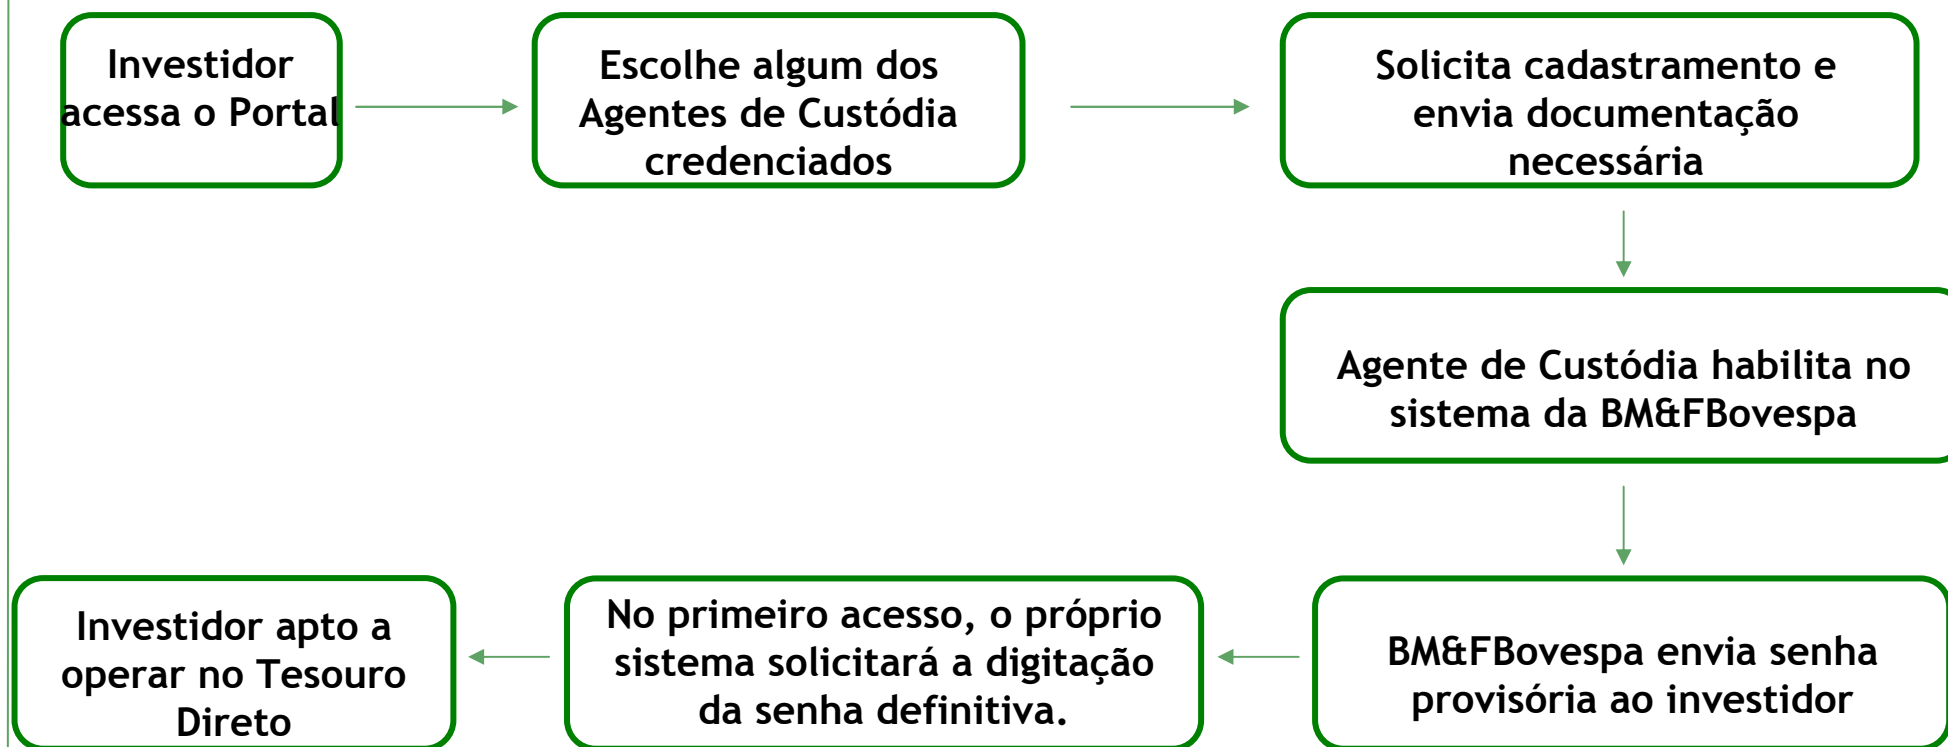 Investidor
acessa o Portal
Escolhe algum dos
Agentes de Custódia
credenciados
Solicita cadastramento e
envia documentação
necessária
Agente de Custódia habilita no
sistema da BM&FBovespa
BM&FBovespa envia senha
provisória ao investidor
No primeiro acesso, o próprio
sistema solicitará a digitação
da senha definitiva.
Investidor apto a
operar no Tesouro
Direto